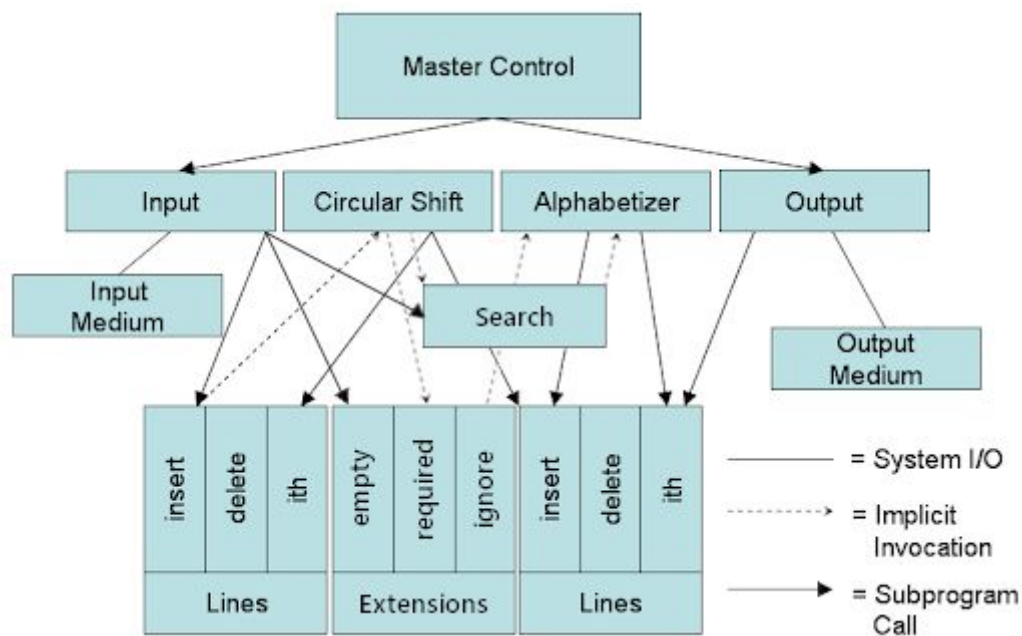 Master Control
Input
Circular Shift
Alphabetizer
Output
Input
Medium
Search
Output
Medium
insert
delete
ith
empty
required
ignore
insert
delete
ith
Lines
Extensions
Lines
= System I/O
= Implicit
Invocation
= Subprogram
Call